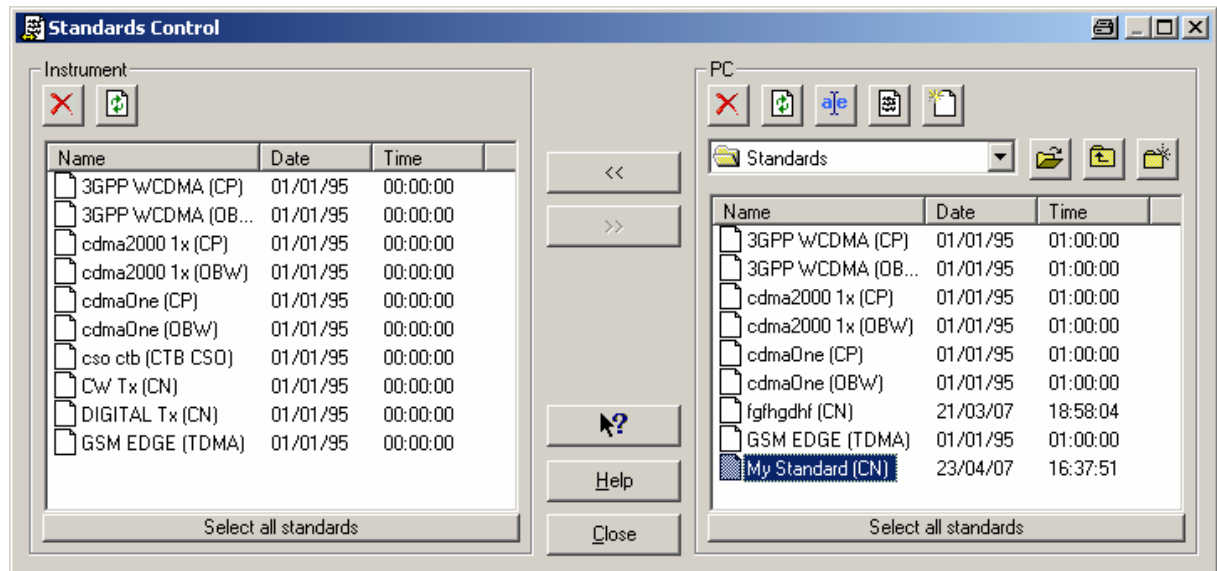 Standards Control
Instrument
Name Date Time
3GPP WCDMA (CP) 01/01/95 00:00:00
3GPP WCDMA (OB... 01/01/95 00:00:00
cdma2000 1x (CP) 01/01/95 00:00:00
cdma2000 1x (OBW) 01/01/95 00:00:00
cdmaOne (CP) 01/01/95 00:00:00
cdmaOne (OBW) 01/01/95 00:00:00
cso ctb (CTB CSO) 01/01/95 00:00:00
CW Tx (CN) 01/01/95 00:00:00
DIGITAL Tx (CN) 01/01/95 00:00:00
GSM EDGE (TDMA) 01/01/95 00:00:00
Select all standards
<<
>>
?
Help
Close
PC
a e
Standards
Name Date Time
3GPP WCDMA (CP) 01/01/95 01:00:00
3GPP WCDMA (OB... 01/01/95 01:00:00
cdma2000 1x (CP) 01/01/95 01:00:00
cdma2000 1x (OBW) 01/01/95 01:00:00
cdmaOne (CP) 01/01/95 01:00:00
cdmaOne (OBW) 01/01/95 01:00:00
fgfhgdhf (CN) 21/03/07 18:58:04
GSM EDGE (TDMA) 01/01/95 01:00:00
My Standard (CN) 23/04/07 16:37:51
Select all standards